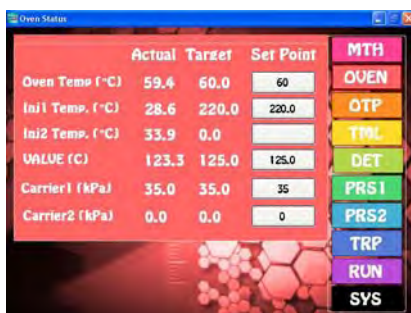 Oven Status
Actual Target Set Point
Oven Temp (°C) 59.4 60.0 60
Inj1 Temp. (°C) 28.6 220.0 220.0
Inj2 Temp. (°C) 33.9 0.0
VALUE (C) 123.3 125.0 125.0
Carrier1 (kPa) 35.0 35.0 35
Carrier2 (kPa) 0.0 0.0 0
MTH
OVEN
OTP
TML
DET
PRS1
PRS2
TRP
RUN
SYS